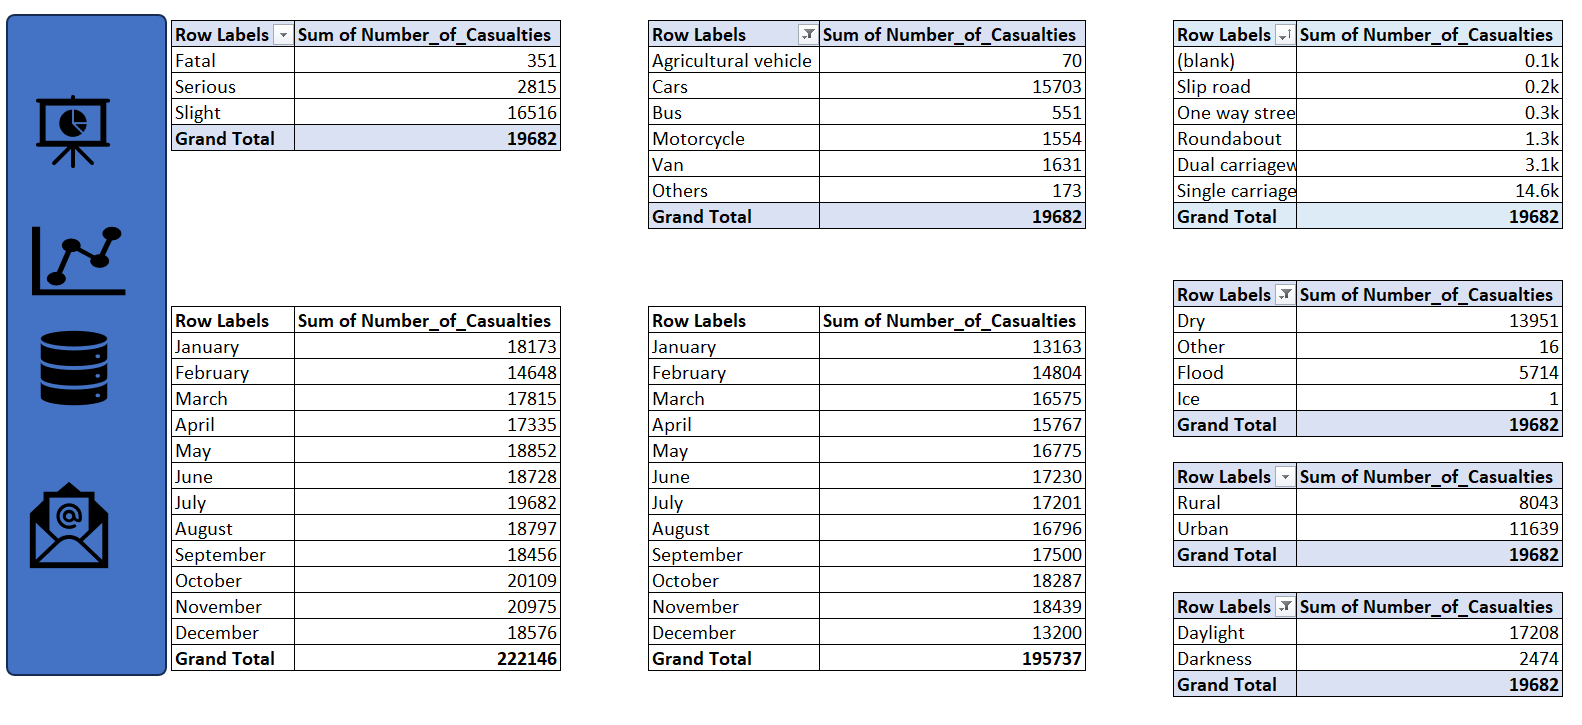 Row Labels Sum of Number_of_Casualties
Fatal 351
Serious 2815
Slight 16516
Grand Total 19682
Row Labels Sum of Number_of_Casualties
Agricultural vehicle 70
Cars 15703
Bus 551
Motorcycle 1554
Van 1631
Others 173
Grand Total 19682
Row Labels Sum of Number_of_Casualties
(blank) 0.1k
Slip road 0.2k
One way stree 0.3k
Roundabout 1.3k
Dual carriagew 3.1k
Single carriage 14.6k
Grand Total 19682
Row Labels Sum of Number_of_Casualties
January 18173
February 14648
March 17815
April 17335
May 18852
June 18728
July 19682
August 18797
September 18456
October 20109
November 20975
December 18576
Grand Total 222146
Row Labels Sum of Number_of_Casualties
January 13163
February 14804
March 16575
April 15767
May 16775
June 17230
July 17201
August 16796
September 17500
October 18287
November 18439
December 13200
Grand Total 195737
Row Labels Sum of Number_of_Casualties
Dry 13951
Other 16
Flood 5714
Ice 1
Grand Total 19682
Row Labels Sum of Number_of_Casualties
Rural 8043
Urban 11639
Grand Total 19682
Row Labels Sum of Number_of_Casualties
Daylight 17208
Darkness 2474
Grand Total 19682
@